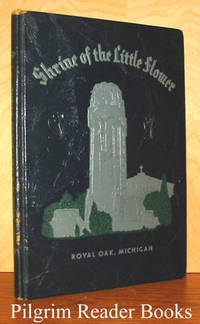 Shrine of the Little Flower
ROYAL OAK, MICHIGAN
Pilgrim Reader Books